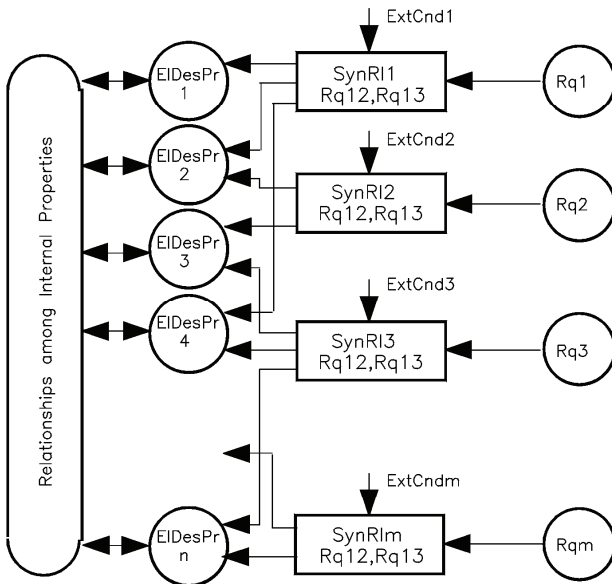 Relationships among Internal Properties
ElDesPr
1
ElDesPr
2
ElDesPr
3
ElDesPr
4
ElDesPr
n
ExtCnd1
SynRl1
Rq12,Rq13
Rq1
ExtCnd2
SynRl2
Rq12,Rq13
Rq2
ExtCnd3
SynRl3
Rq12,Rq13
Rq3
ExtCndm
SynRlm
Rq12,Rq13
Rqm